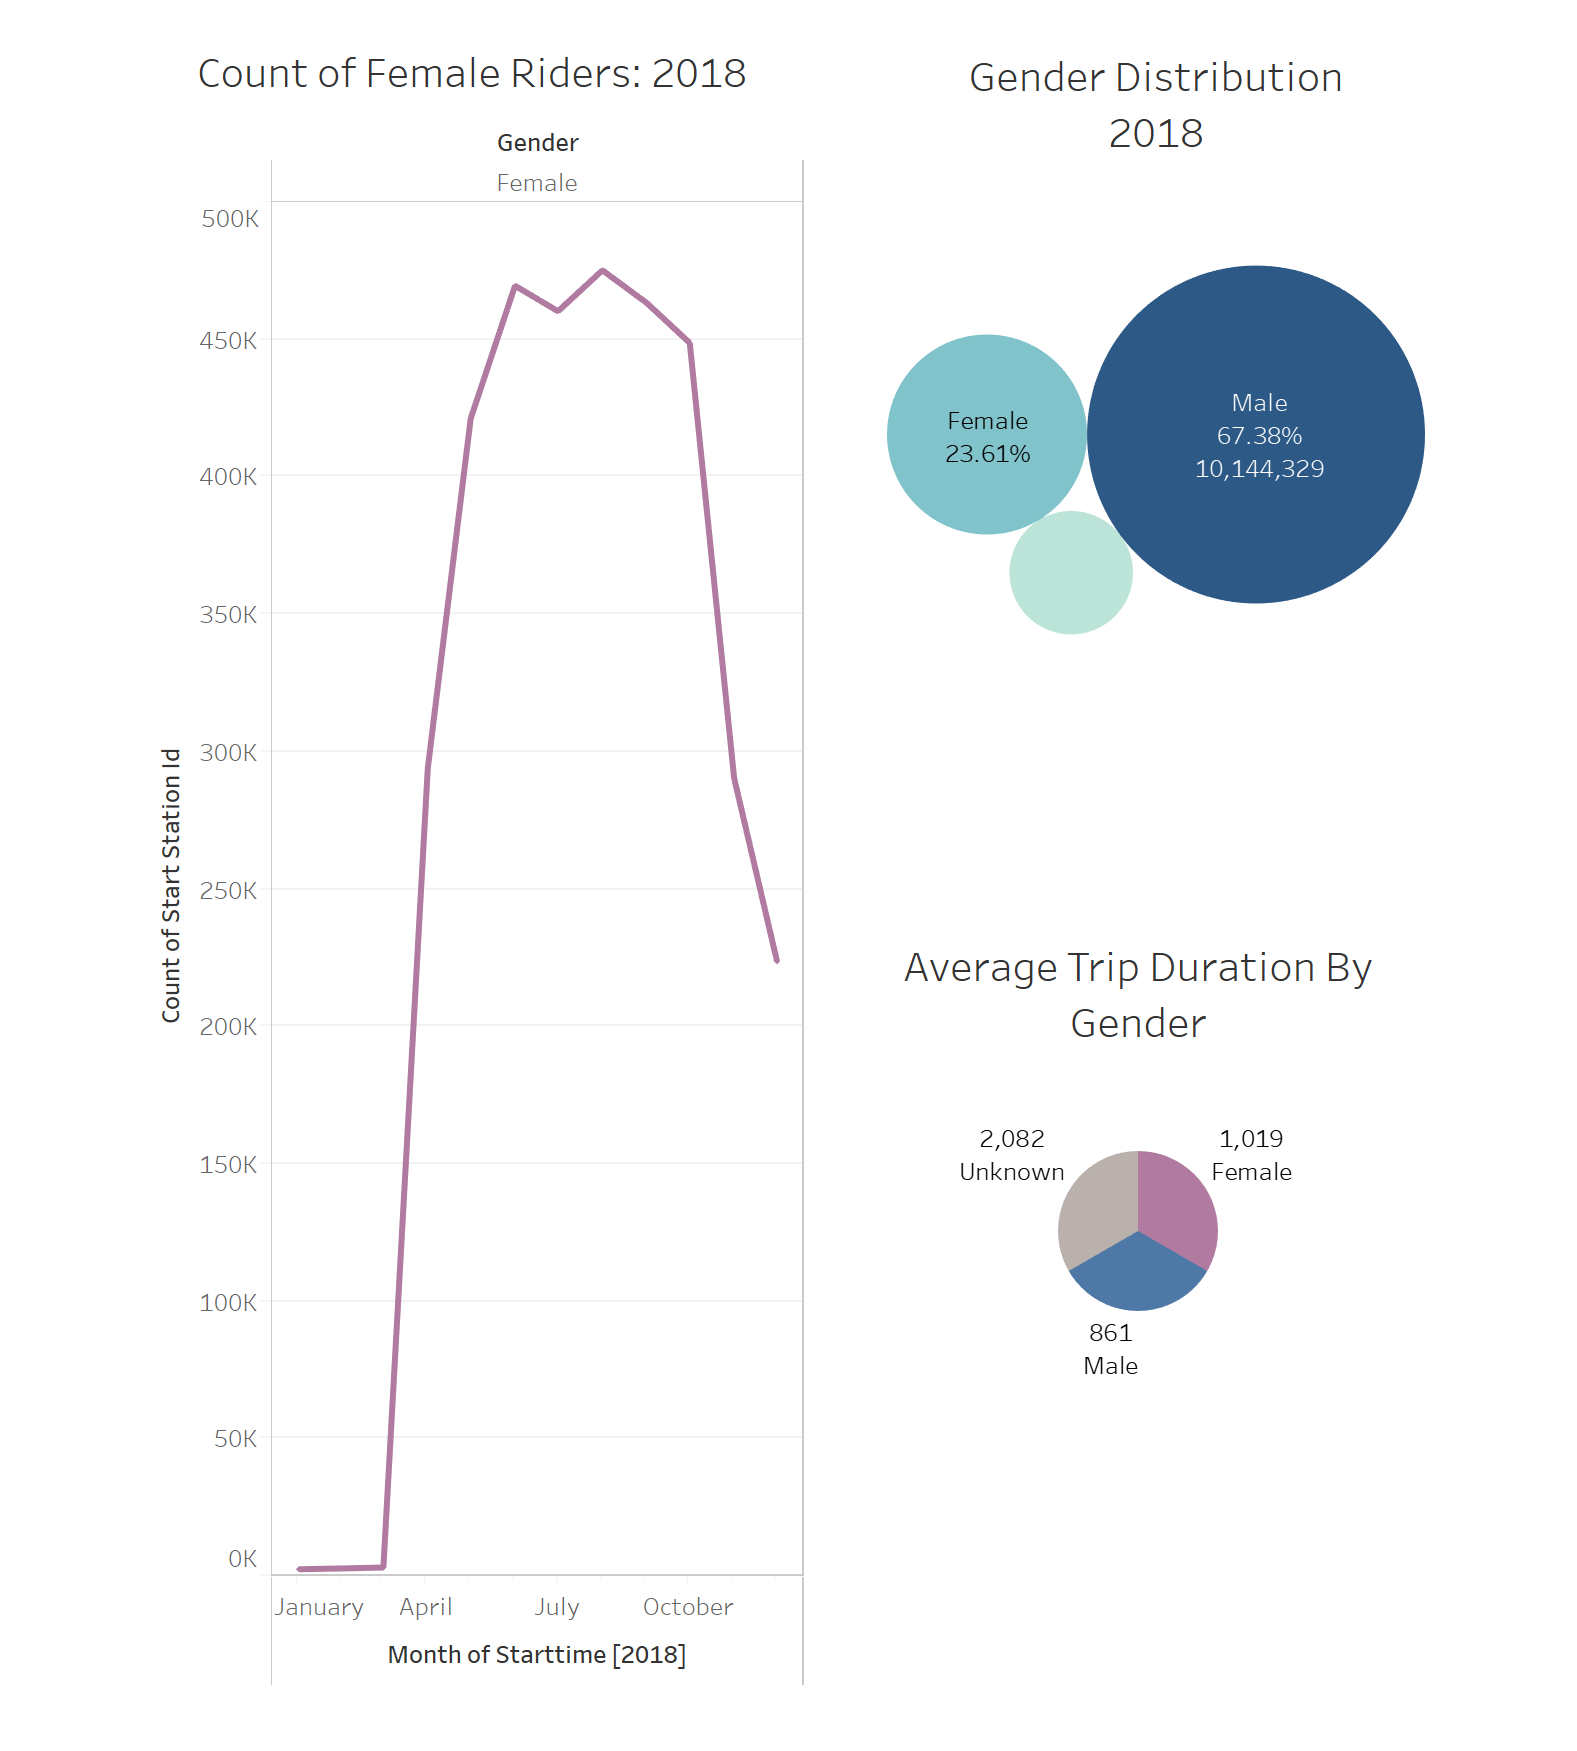 Count of Female Riders: 2018
Gender
Female
500K
450K
400K
350K
300K
250K
200K
150K
100K
50K
0K
Count of Start Station Id
January
April
July
October
Month of Starttime [2018]
Gender Distribution
2018
Female
23.61%
Male
67.38%
10,144,329
Average Trip Duration By
Gender
2,082
Unknown
1,019
Female
861
Male